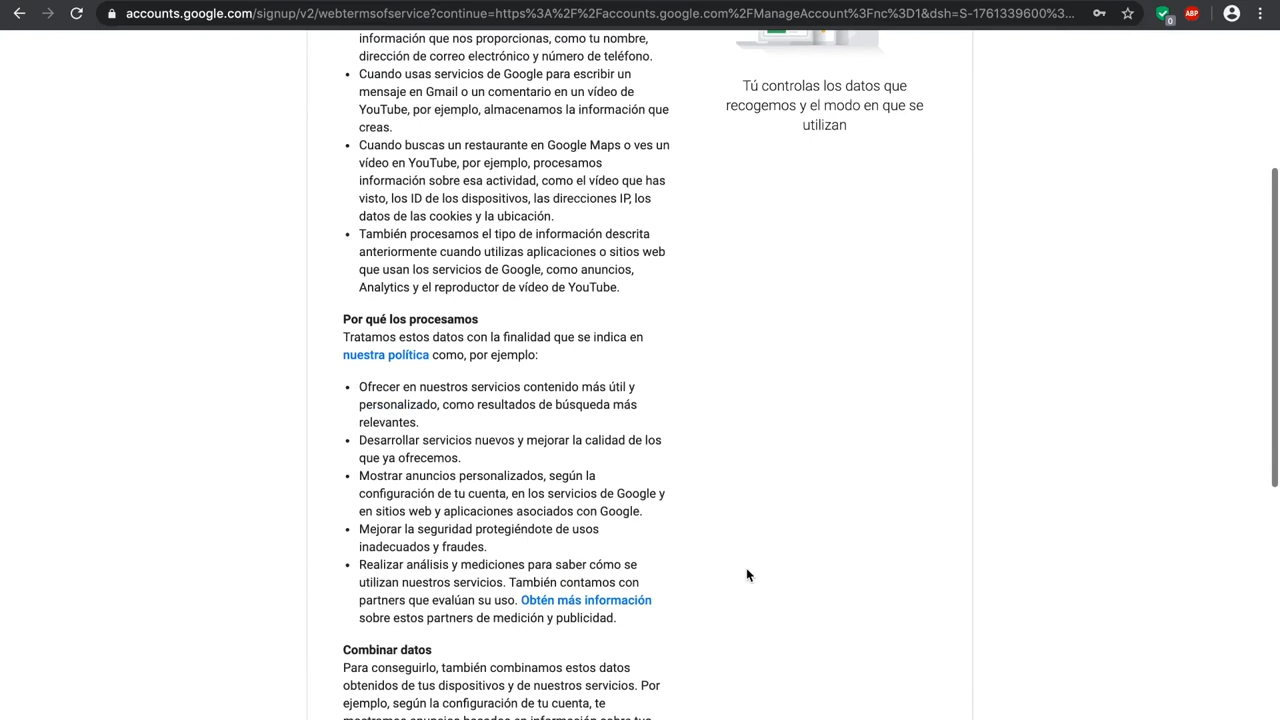 accounts.google.com/signup/v2/webtermsofservice?continue=https%3A%2F%2Faccounts.google.com%2FManageAccount%3Fnc%3D1&dsh=S-1761339600%3...
0
ABP
información que nos proporcionas, como tu nombre,
dirección de correo electrónico y número de teléfono.
• Cuando usas servicios de Google para escribir un
mensaje en Gmail o un comentario en un vídeo de
YouTube, por ejemplo, almacenamos la información que
creas.
• Cuando buscas un restaurante en Google Maps o ves un
vídeo en YouTube, por ejemplo, procesamos
información sobre esa actividad, como el vídeo que has
visto, los ID de los dispositivos, las direcciones IP, los
datos de las cookies y la ubicación.
• También procesamos el tipo de información descrita
anteriormente cuando utilizas aplicaciones o sitios web
que usan los servicios de Google, como anuncios,
Analytics y el reproductor de vídeo de YouTube.
Por qué los procesamos
Tratamos estos datos con la finalidad que se indica en
nuestra política como, por ejemplo:
• Ofrecer en nuestros servicios contenido más útil y
personalizado, como resultados de búsqueda más
relevantes.
• Desarrollar servicios nuevos y mejorar la calidad de los
que ya ofrecemos.
• Mostrar anuncios personalizados, según la
configuración de tu cuenta, en los servicios de Google y
en sitios web y aplicaciones asociados con Google.
• Mejorar la seguridad protegiéndote de usos
inadecuados y fraudes.
• Realizar análisis y mediciones para saber cómo se
utilizan nuestros servicios. También contamos con
partners que evalúan su uso. Obtén más información
sobre estos partners de medición y publicidad.
Combinar datos
Para conseguirlo, también combinamos estos datos
obtenidos de tus dispositivos y de nuestros servicios. Por
ejemplo, según la configuración de tu cuenta, te
mostramos anuncios basados en información sobre tus
Tú controlas los datos que
recogemos y el modo en que se
utilizan